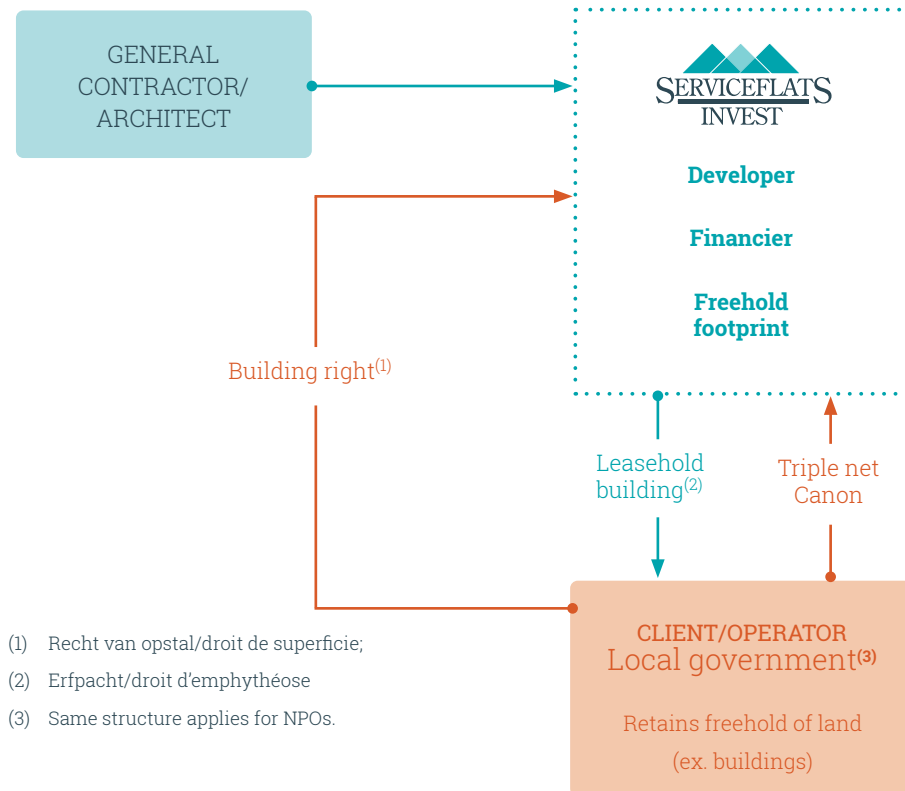 GENERAL
CONTRACTOR/
ARCHITECT
SERVICEFLATS
INVEST
Developer
Financier
Freehold
footprint
Building right(1)
Leasehold
building(2)
Triple net
Canon
CLIENT/OPERATOR
Local government(3)
Retains freehold of land
(ex. buildings)
(1) Recht van opstal/droit de superficie;
(2) Erfpacht/droit d'emphythéose
(3) Same structure applies for NPOs.